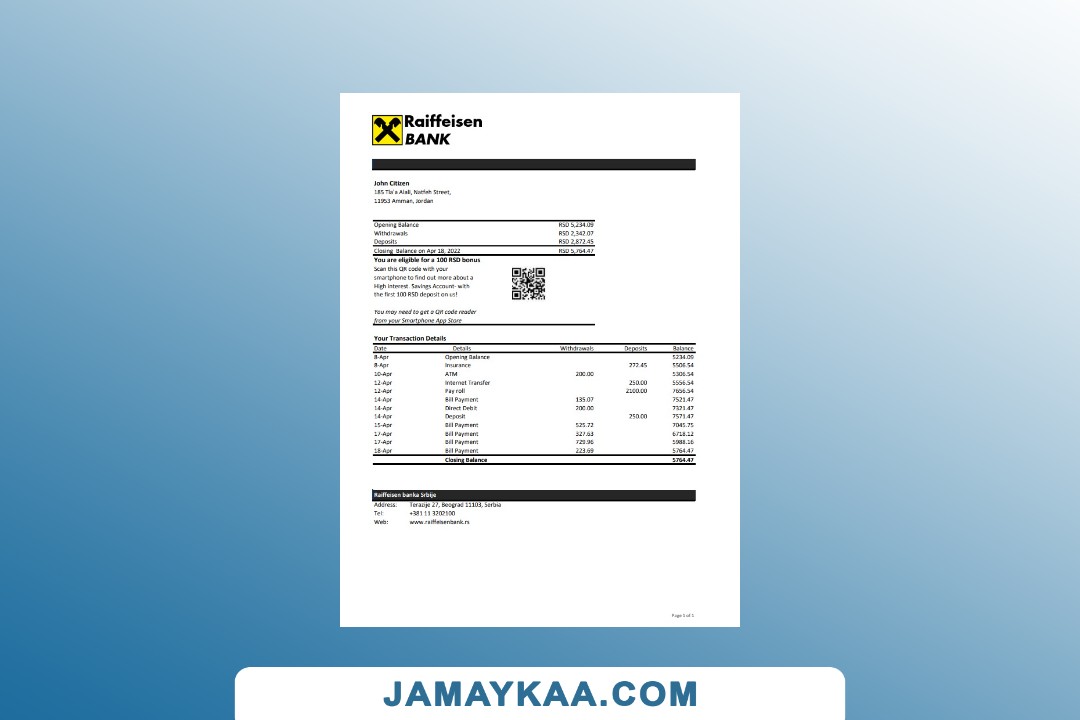 Raiffeisen
BANK
John Citizen
185 Tla'a Alali, Natfeh Street,
11953 Amman, Jordan
Opening Balance RSD 5,234.09
Withdrawals RSD 2,342.07
Deposits RSD 2,872.45
Closing Balance on Apr 18, 2022 RSD 5,764.47
You are eligible for a 100 RSD bonus
Scan this QR code with your
smartphone to find out more about a
High interest. Savings Account- with
the first 100 RSD deposit on us!
You may need to get a QR code reader
from your Smartphone App Store
Your Transaction Details
Date Details Withdrawals Deposits Balance
8-Apr Opening Balance 5234.09
8-Apr Insurance 272.45 5506.54
10-Apr ATM 200.00 5306.54
12-Apr Internet Transfer 250.00 5556.54
12-Apr Pay roll 2100.00 7656.54
14-Apr Bill Payment 135.07 7521.47
14-Apr Direct Debit 200.00 7321.47
14-Apr Deposit 250.00 7571.47
15-Apr Bill Payment 525.72 7045.75
17-Apr Bill Payment 327.63 6718.12
17-Apr Bill Payment 729.96 5988.16
18-Apr Bill Payment 223.69 5764.47
Closing Balance 5764.47
Raiffeisen banka Srbije
Address: Terazije 27, Beograd 11103, Serbia
Tel: +381 11 3202100
Web: www.raiffeisenbank.rs
Page 1 of 1
JAMAYKAA.COM